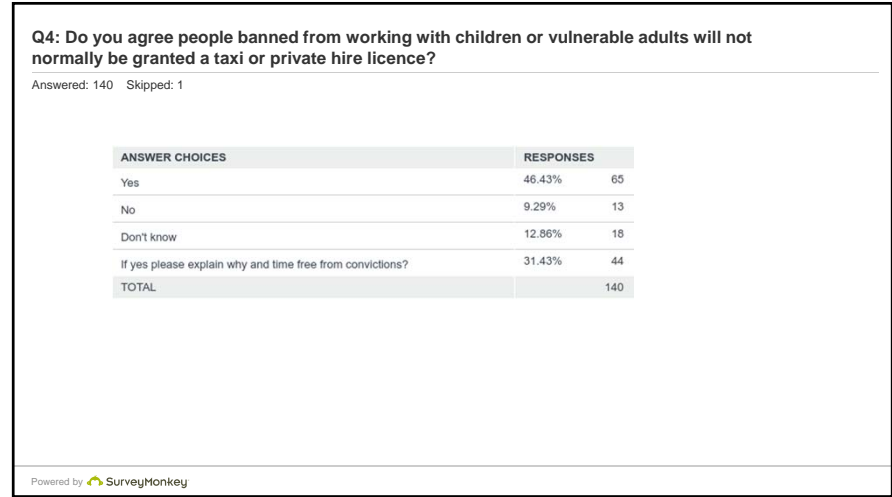 Q4: Do you agree people banned from working with children or vulnerable adults will not
normally be granted a taxi or private hire licence?
Answered: 140 Skipped: 1
ANSWER CHOICES RESPONSES
Yes 46.43% 65
No 9.29% 13
Don't know 12.86% 18
If yes please explain why and time free from convictions? 31.43% 44
TOTAL 140
Powered by SurveyMonkey